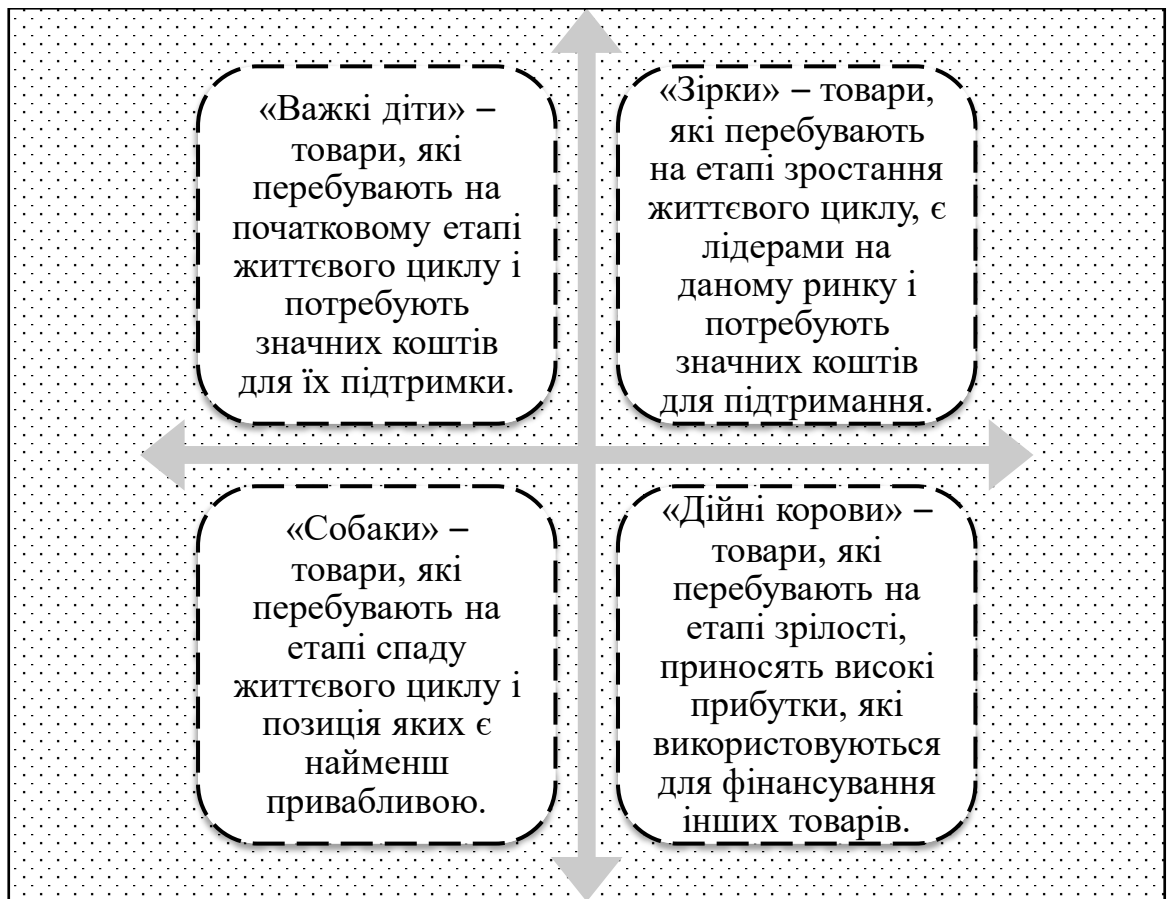 «Важкі діти» –
товари, які
перебувають на
початковому етапі
життєвого циклу і
потребують
значних коштів
для їх підтримки.
«Зірки» – товари,
які перебувають
на етапі зростання
життєвого циклу, є
лідерами на
даному ринку і
потребують
значних коштів
для підтримання.
«Собаки» –
товари, які
перебувають на
етапі спаду
життєвого циклу і
позиція яких є
найменш
привабливою.
«Дійні корови» –
товари, які
перебувають на
етапі зрілості,
приносять високі
прибутки, які
використовуються
для фінансування
інших товарів.